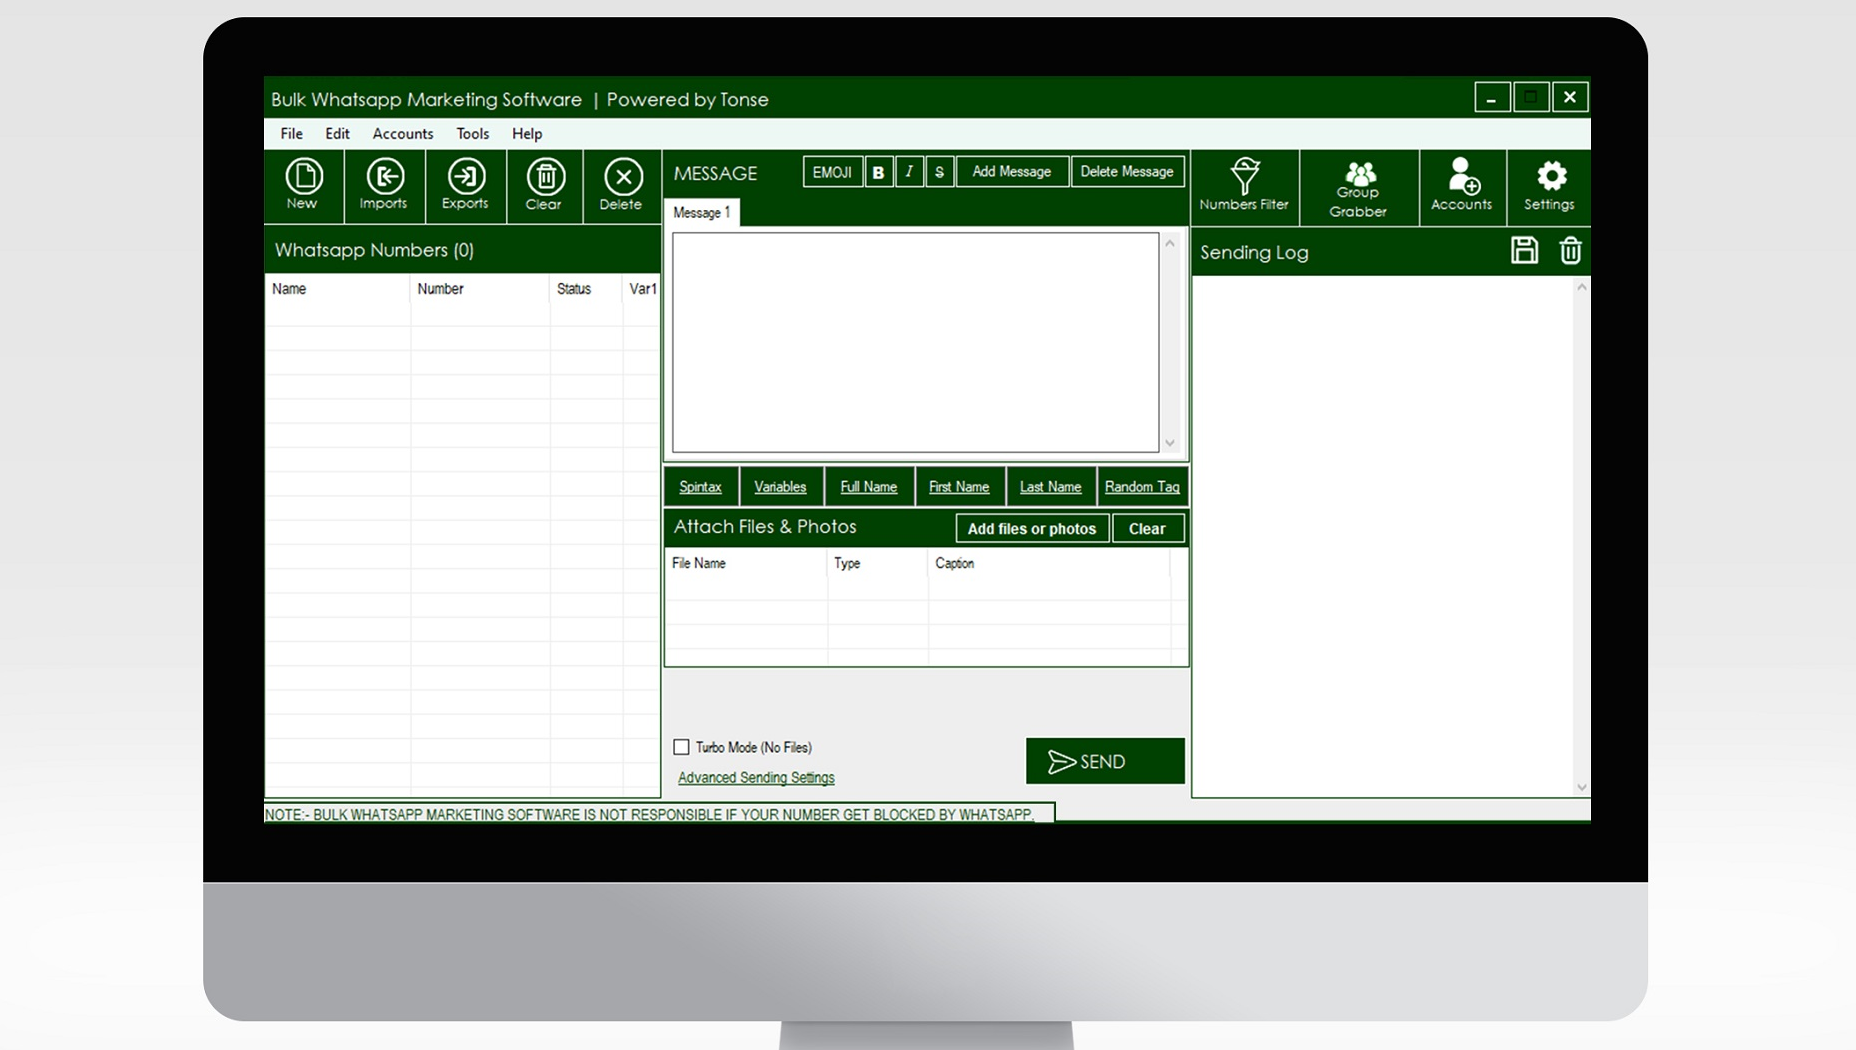 Bulk Whatsapp Marketing Software | Powered by Tonse
File Edit Accounts Tools Help
New Imports Exports Clear Delete
MESSAGE EMOJI B I S Add Message Delete Message
Numbers Filter Group Grabber Accounts Settings
Message 1
Whatsapp Numbers (0)
Sending Log
Name Number Status Var1
Spintax Variables Full Name First Name Last Name Random Tag
Attach Files & Photos Add files or photos Clear
File Name Type Caption
Turbo Mode (No Files)
Advanced Sending Settings
SEND
NOTE:- BULK WHATSAPP MARKETING SOFTWARE IS NOT RESPONSIBLE IF YOUR NUMBER GET BLOCKED BY WHATSAPP.